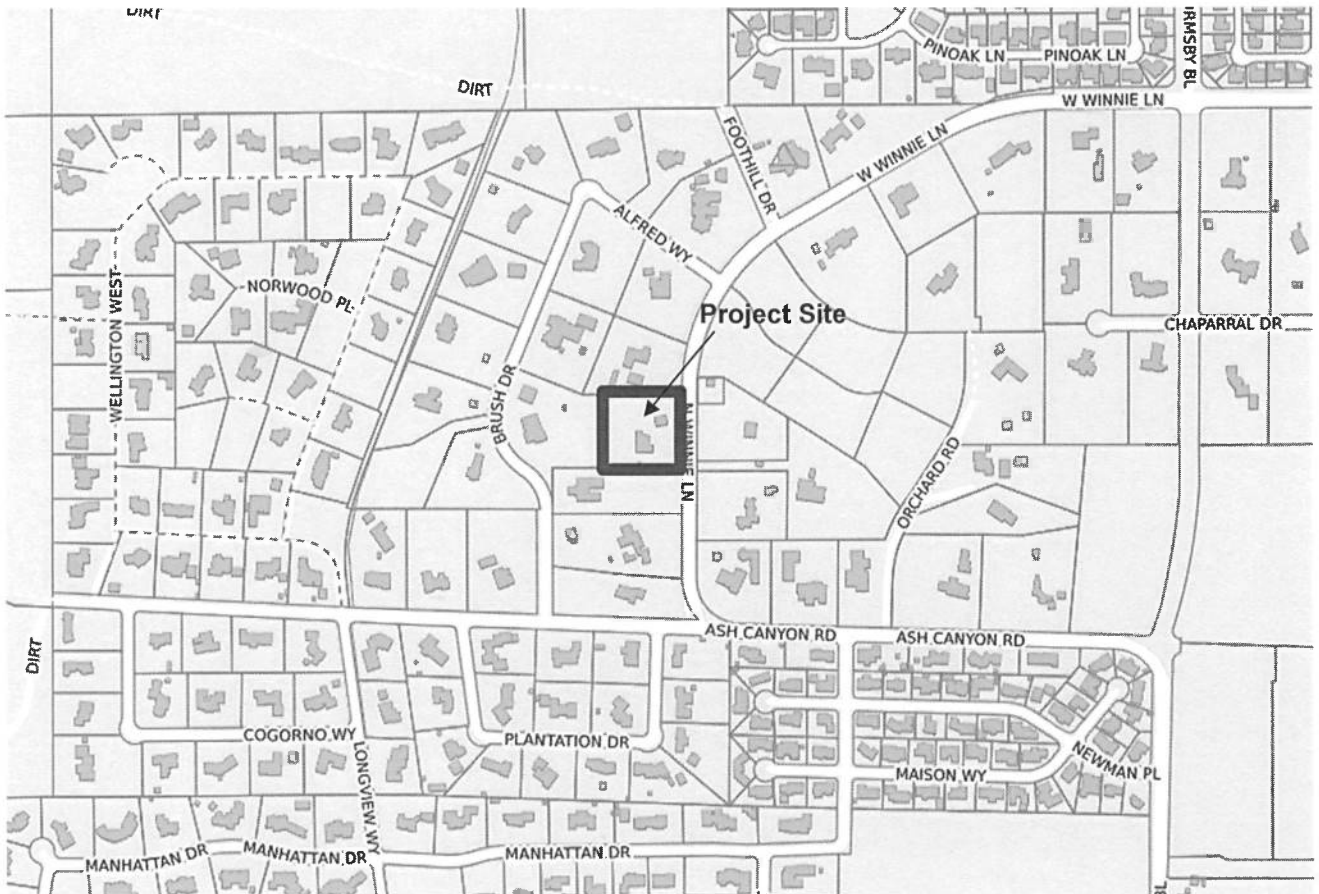 DIRT
PINOAK LN
PINOAK LN
DIRT
W WINNIE LN
FOOTHILL DR
W WINNIE LN
ALFRED WY
WELLINGTON WEST
NORWOOD PL
Project Site
CHAPARRAL DR
BRUSH DR
N WINNIE LN
ORCHARD RD
ASH CANYON RD
ASH CANYON RD
DIRT
COGORNO WY
PLANTATION DR
LONGVIEW WY
NEWMAN PL
MAISON WY
MANHATTAN DR
MANHATTAN DR
MANHATTAN DR